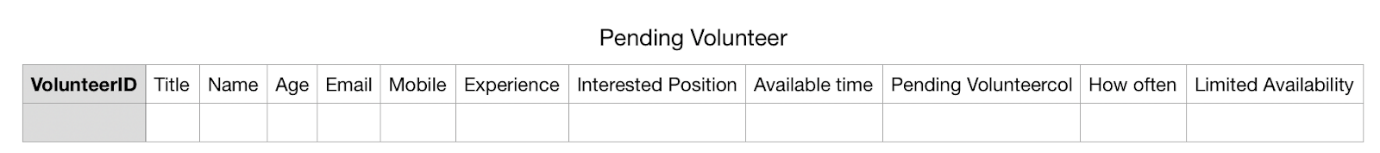 Pending Volunteer
VolunteerID Title Name Age Email Mobile Experience Interested Position Available time Pending Volunteercol How often Limited Availability